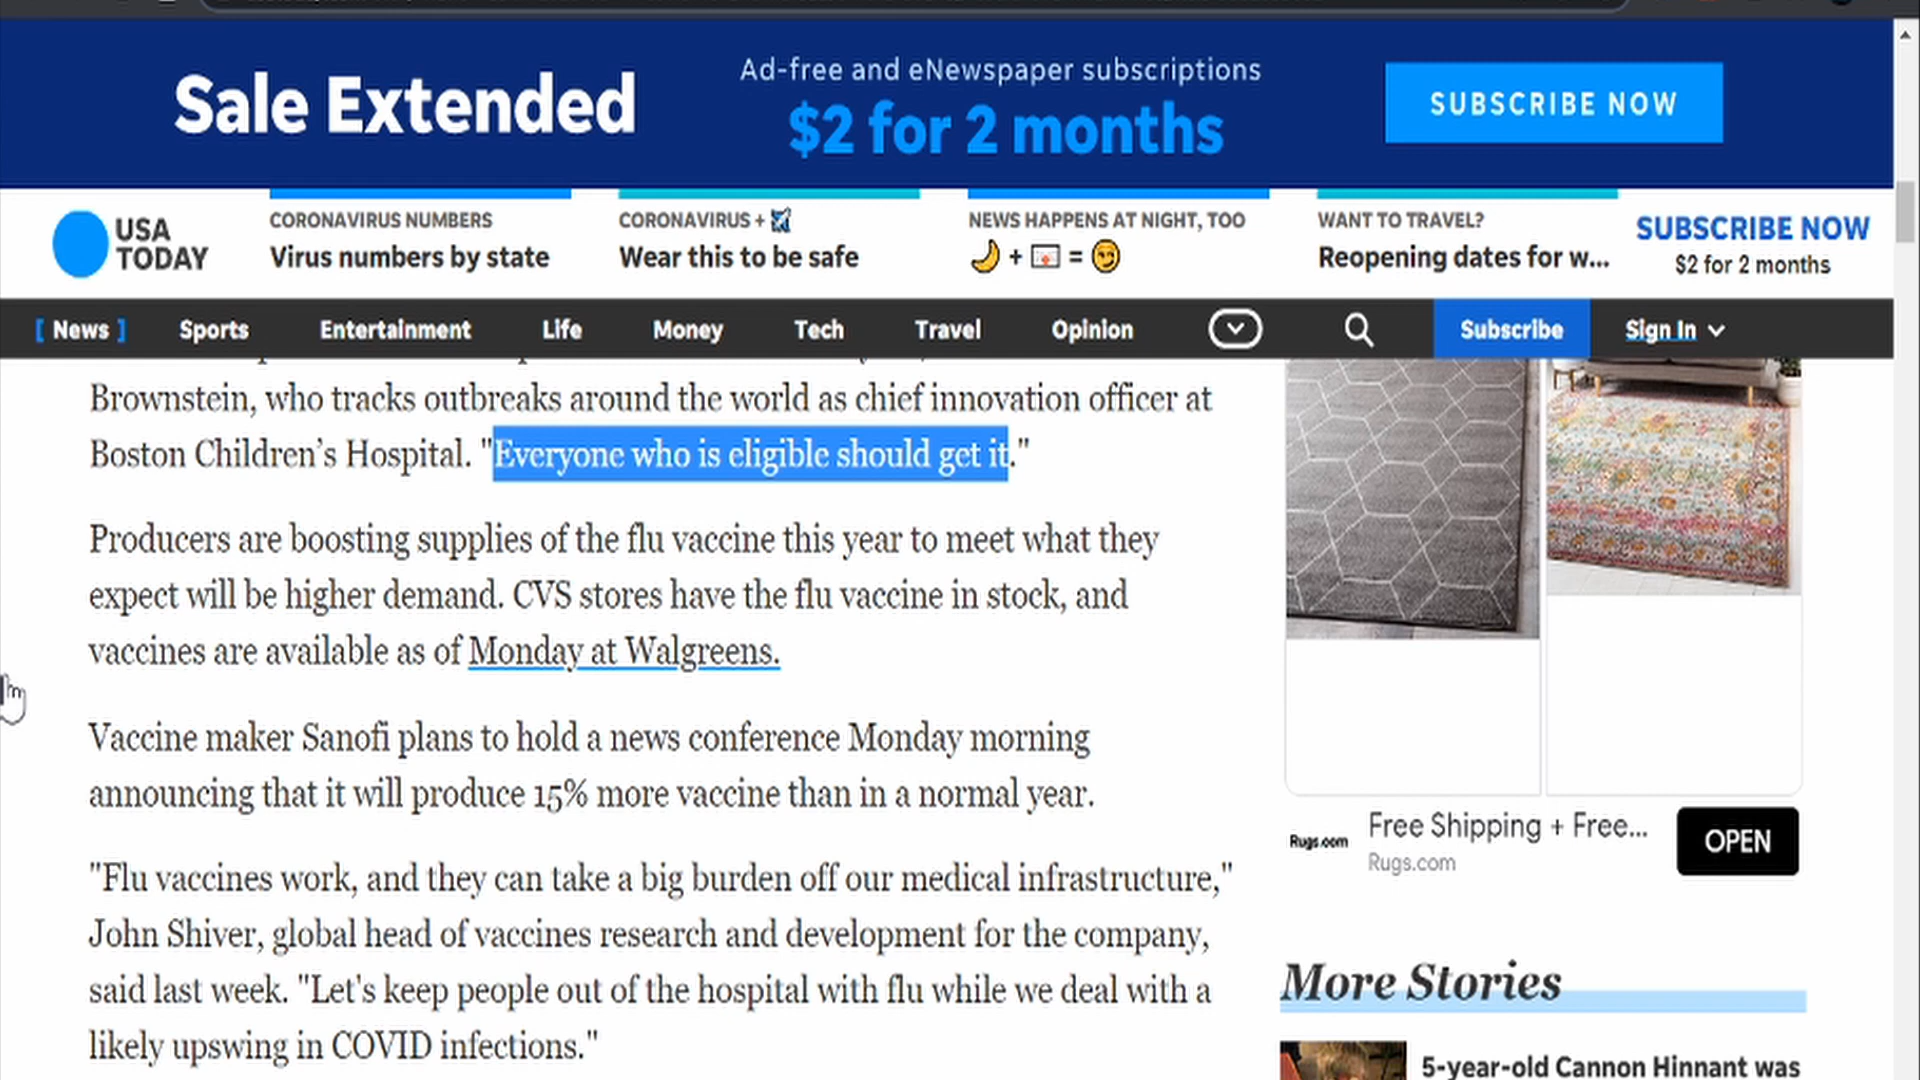 Sale Extended
Ad-free and eNewspaper subscriptions
$2 for 2 months
SUBSCRIBE NOW
USA
TODAY
CORONAVIRUS NUMBERS
Virus numbers by state
CORONAVIRUS +
Wear this to be safe
NEWS HAPPENS AT NIGHT, TOO
+ =
WANT TO TRAVEL?
Reopening dates for w...
SUBSCRIBE NOW
$2 for 2 months
[ News ] Sports Entertainment Life Money Tech Travel Opinion Subscribe Sign In
Brownstein, who tracks outbreaks around the world as chief innovation officer at
Boston Children’s Hospital. "Everyone who is eligible should get it."
Producers are boosting supplies of the flu vaccine this year to meet what they
expect will be higher demand. CVS stores have the flu vaccine in stock, and
vaccines are available as of Monday at Walgreens.
Vaccine maker Sanofi plans to hold a news conference Monday morning
announcing that it will produce 15% more vaccine than in a normal year.
"Flu vaccines work, and they can take a big burden off our medical infrastructure,"
John Shiver, global head of vaccines research and development for the company,
said last week. "Let's keep people out of the hospital with flu while we deal with a
likely upswing in COVID infections."
Rugs.com
Free Shipping + Free...
Rugs.com
OPEN
More Stories
5-year-old Cannon Hinnant was